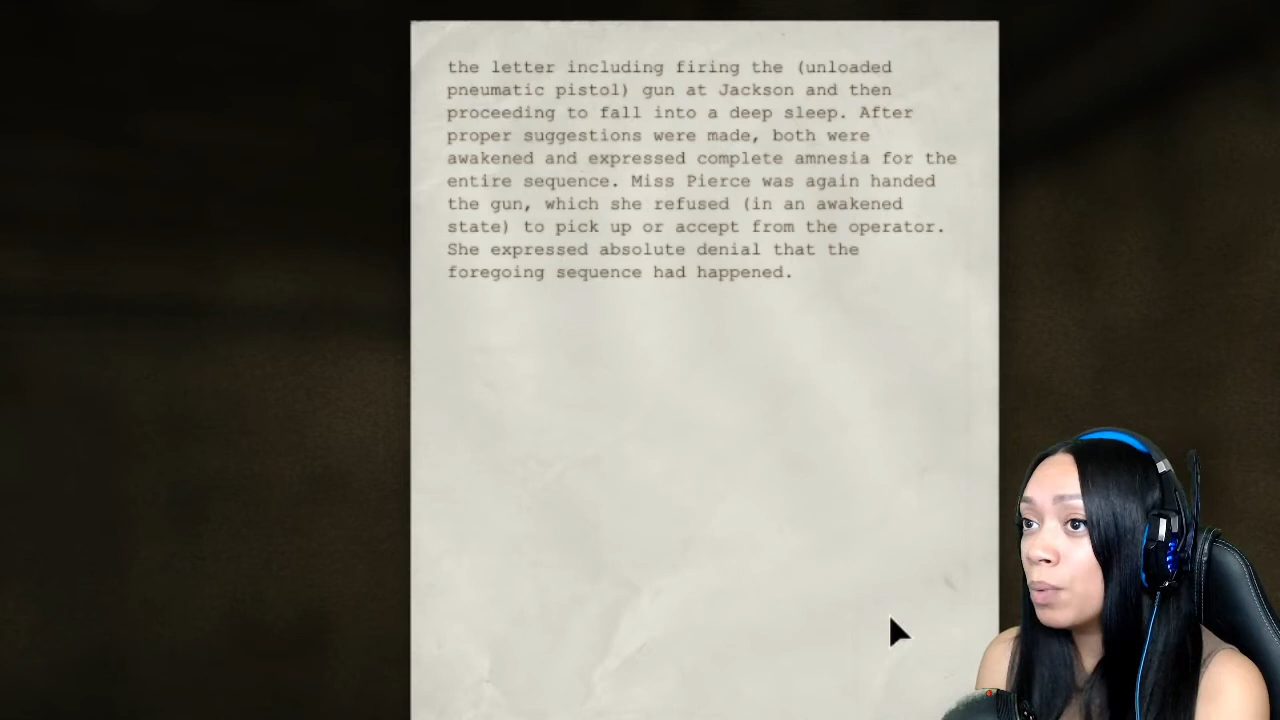 the letter including firing the (unloaded
pneumatic pistol) gun at Jackson and then
proceeding to fall into a deep sleep. After
proper suggestions were made, both were
awakened and expressed complete amnesia for the
entire sequence. Miss Pierce was again handed
the gun, which she refused (in an awakened
state) to pick up or accept from the operator.
She expressed absolute denial that the
foregoing sequence had happened.